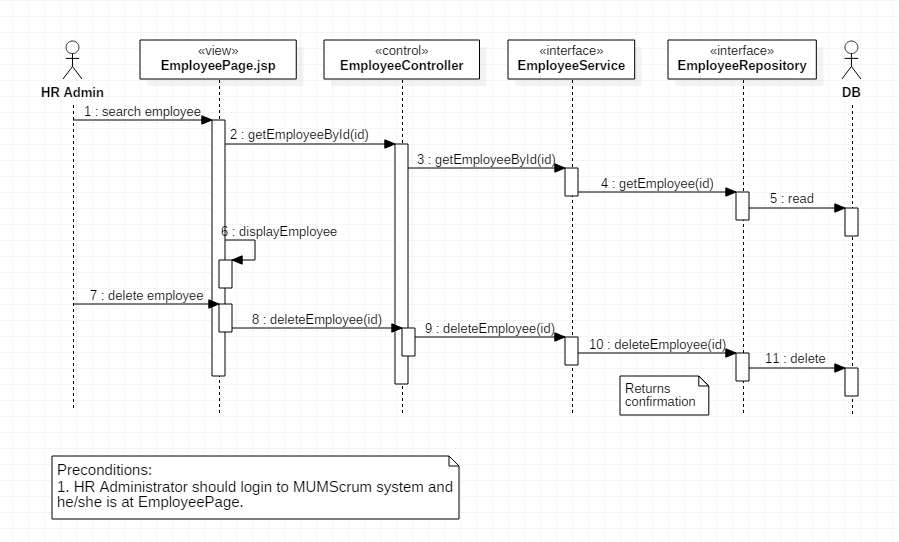 «view»
EmployeePage.jsp
«control»
EmployeeController
«interface»
EmployeeService
«interface»
EmployeeRepository
HR Admin
DB
1 : search employee
2 : getEmployeeById(id)
3 : getEmployeeById(id)
4 : getEmployee(id)
5 : read
6 : displayEmployee
7 : delete employee
8 : deleteEmployee(id)
9 : deleteEmployee(id)
10 : deleteEmployee(id)
11 : delete
Returns
confirmation
Preconditions:
1. HR Administrator should login to MUMScrum system and
he/she is at EmployeePage.